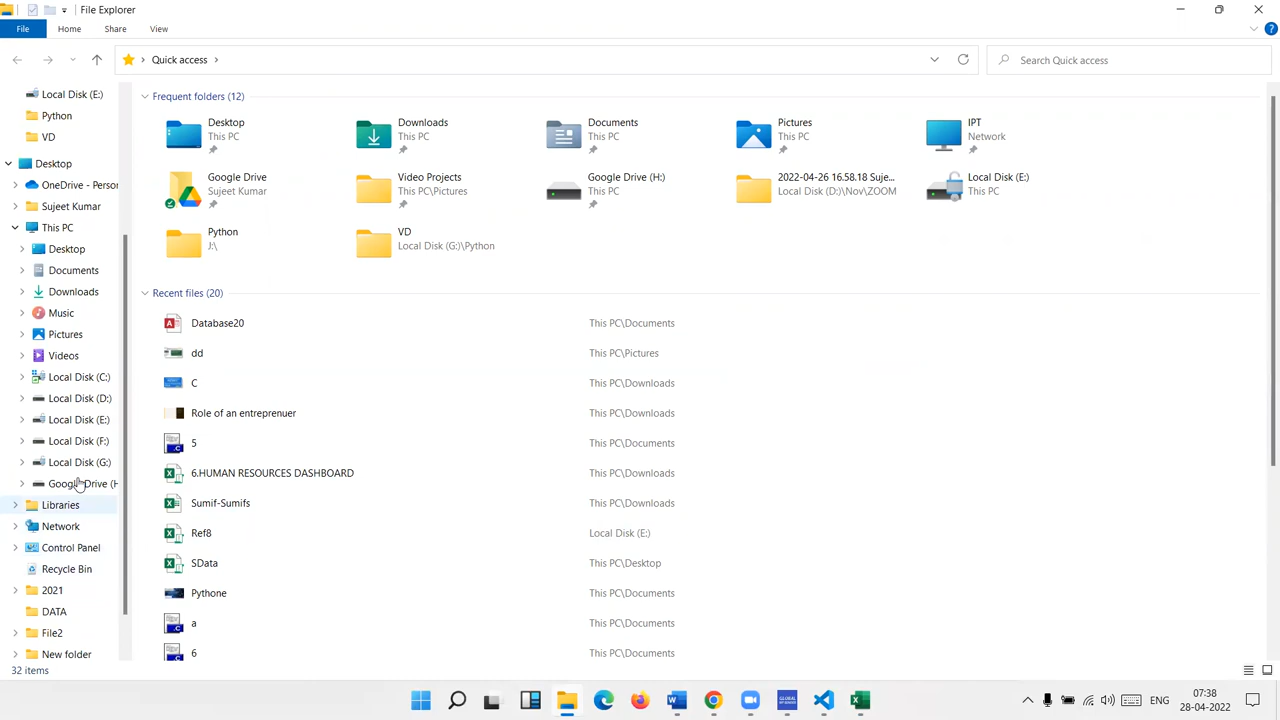 File Explorer
File
Home
Share
View
Quick access
Search Quick access
Local Disk (E:)
Python
VD
Desktop
OneDrive - Person
Sujeet Kumar
This PC
Desktop
Documents
Downloads
Music
Pictures
Videos
Local Disk (C:)
Local Disk (D:)
Local Disk (E:)
Local Disk (F:)
Local Disk (G:)
Google Drive (H
Libraries
Network
Control Panel
Recycle Bin
2021
DATA
File2
New folder
32 items
Frequent folders (12)
Desktop
This PC
Downloads
This PC
Documents
This PC
Pictures
This PC
IPT
Network
Google Drive
Sujeet Kumar
Video Projects
This PC\Pictures
Google Drive (H:)
This PC
2022-04-26 16.58.18 Suje...
Local Disk (D:)\Nov\ZOOM
Local Disk (E:)
This PC
Python
J:\
VD
Local Disk (G:)\Python
Recent files (20)
Database20 This PC\Documents
dd This PC\Pictures
C This PC\Downloads
Role of an entreprenuer This PC\Downloads
5 This PC\Documents
6.HUMAN RESOURCES DASHBOARD This PC\Downloads
Sumif-Sumifs This PC\Downloads
Ref8 Local Disk (E:)
SData This PC\Desktop
Pythone This PC\Documents
a This PC\Documents
6 This PC\Documents
ENG
07:38
28-04-2022